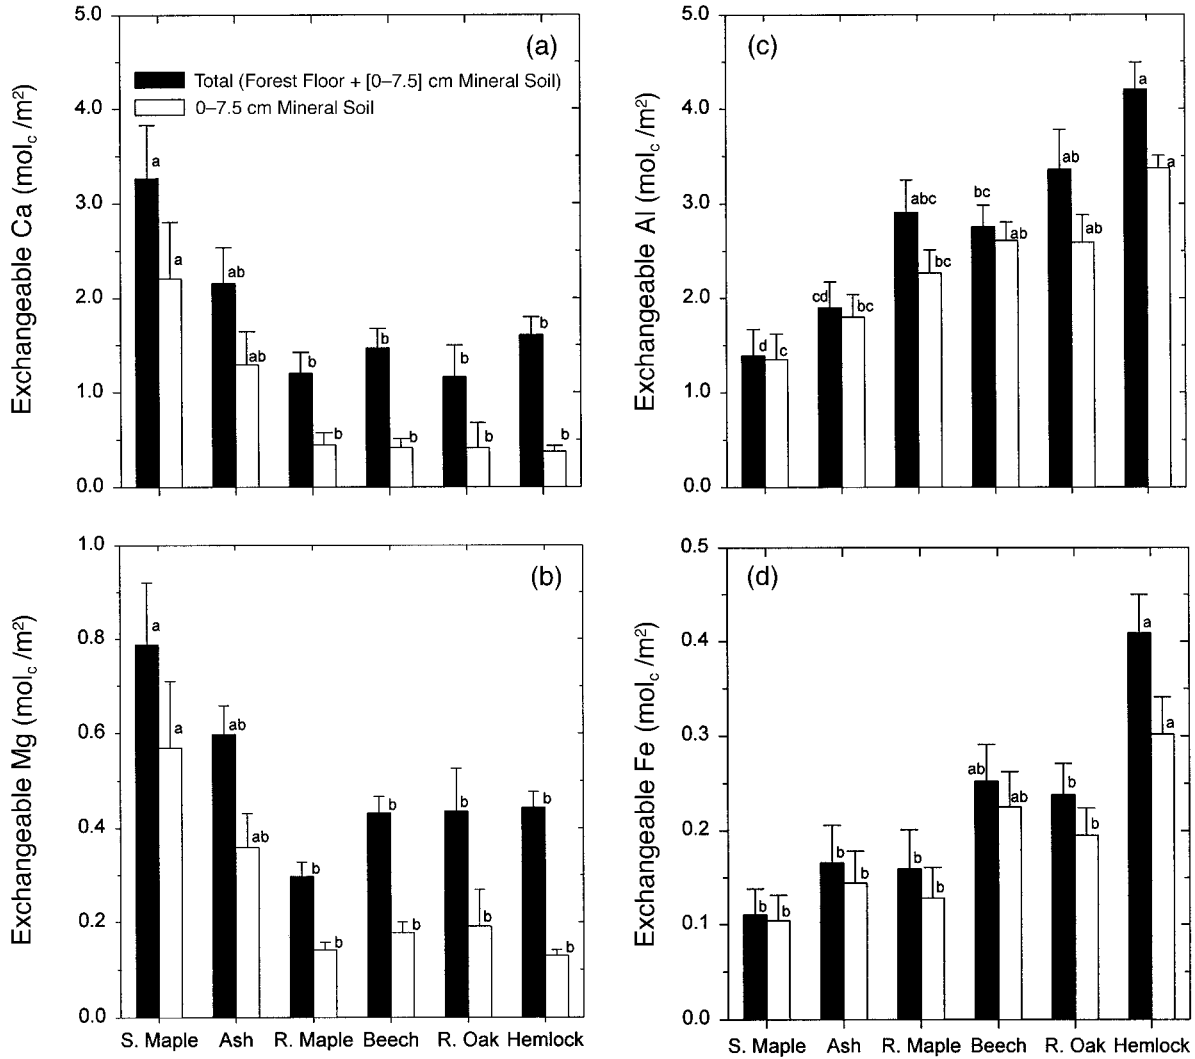 (a)
Total (Forest Floor + [0–7.5] cm Mineral Soil)
0–7.5 cm Mineral Soil
Exchangeable Ca (mol_c /m²)
5.0
4.0
3.0
2.0
1.0
0.0
a
a
ab
ab
b
b
b
b
b
b
b
b
(c)
Exchangeable Al (mol_c /m²)
5.0
4.0
3.0
2.0
1.0
0.0
d
c
cd
bc
abc
bc
bc
ab
ab
ab
a
a
(b)
Exchangeable Mg (mol_c /m²)
1.0
0.8
0.6
0.4
0.2
0.0
a
a
ab
ab
b
b
b
b
b
b
b
b
S. Maple Ash R. Maple Beech R. Oak Hemlock
(d)
Exchangeable Fe (mol_c /m²)
0.5
0.4
0.3
0.2
0.1
0.0
b
b
b
b
b
b
ab
ab
b
b
a
a
S. Maple Ash R. Maple Beech R. Oak Hemlock